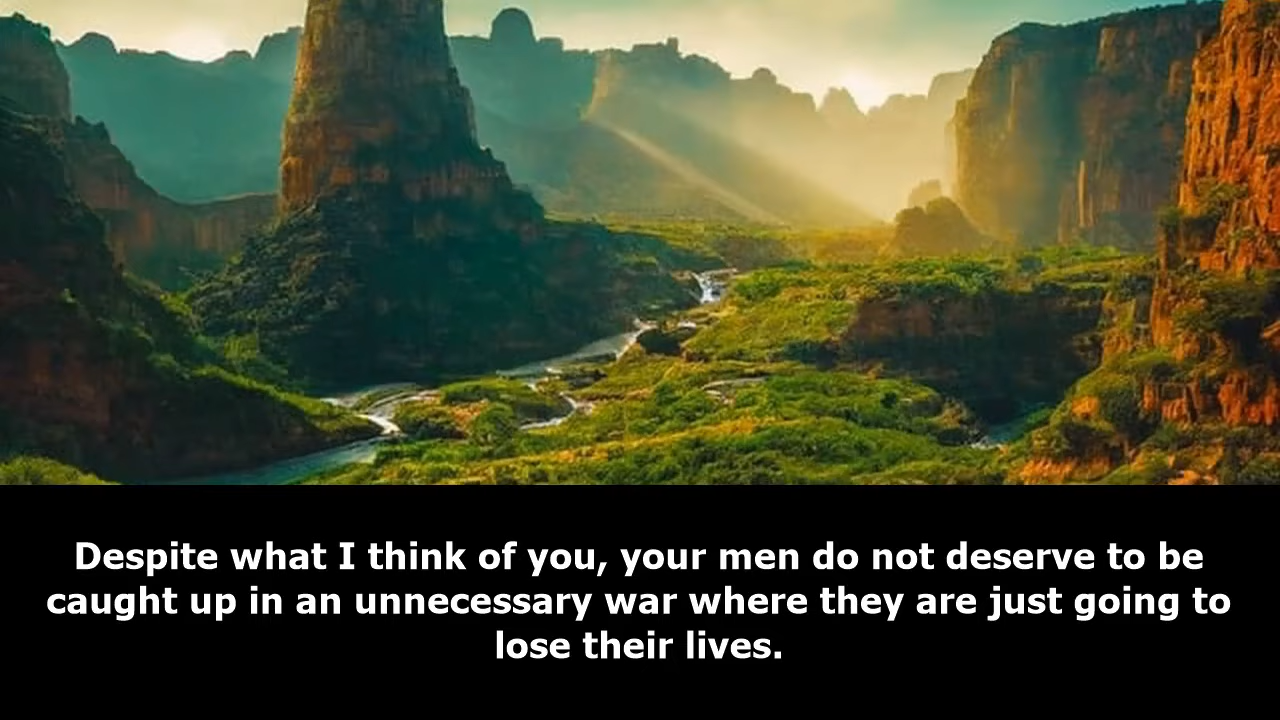 Despite what I think of you, your men do not deserve to be
caught up in an unnecessary war where they are just going to
lose their lives.